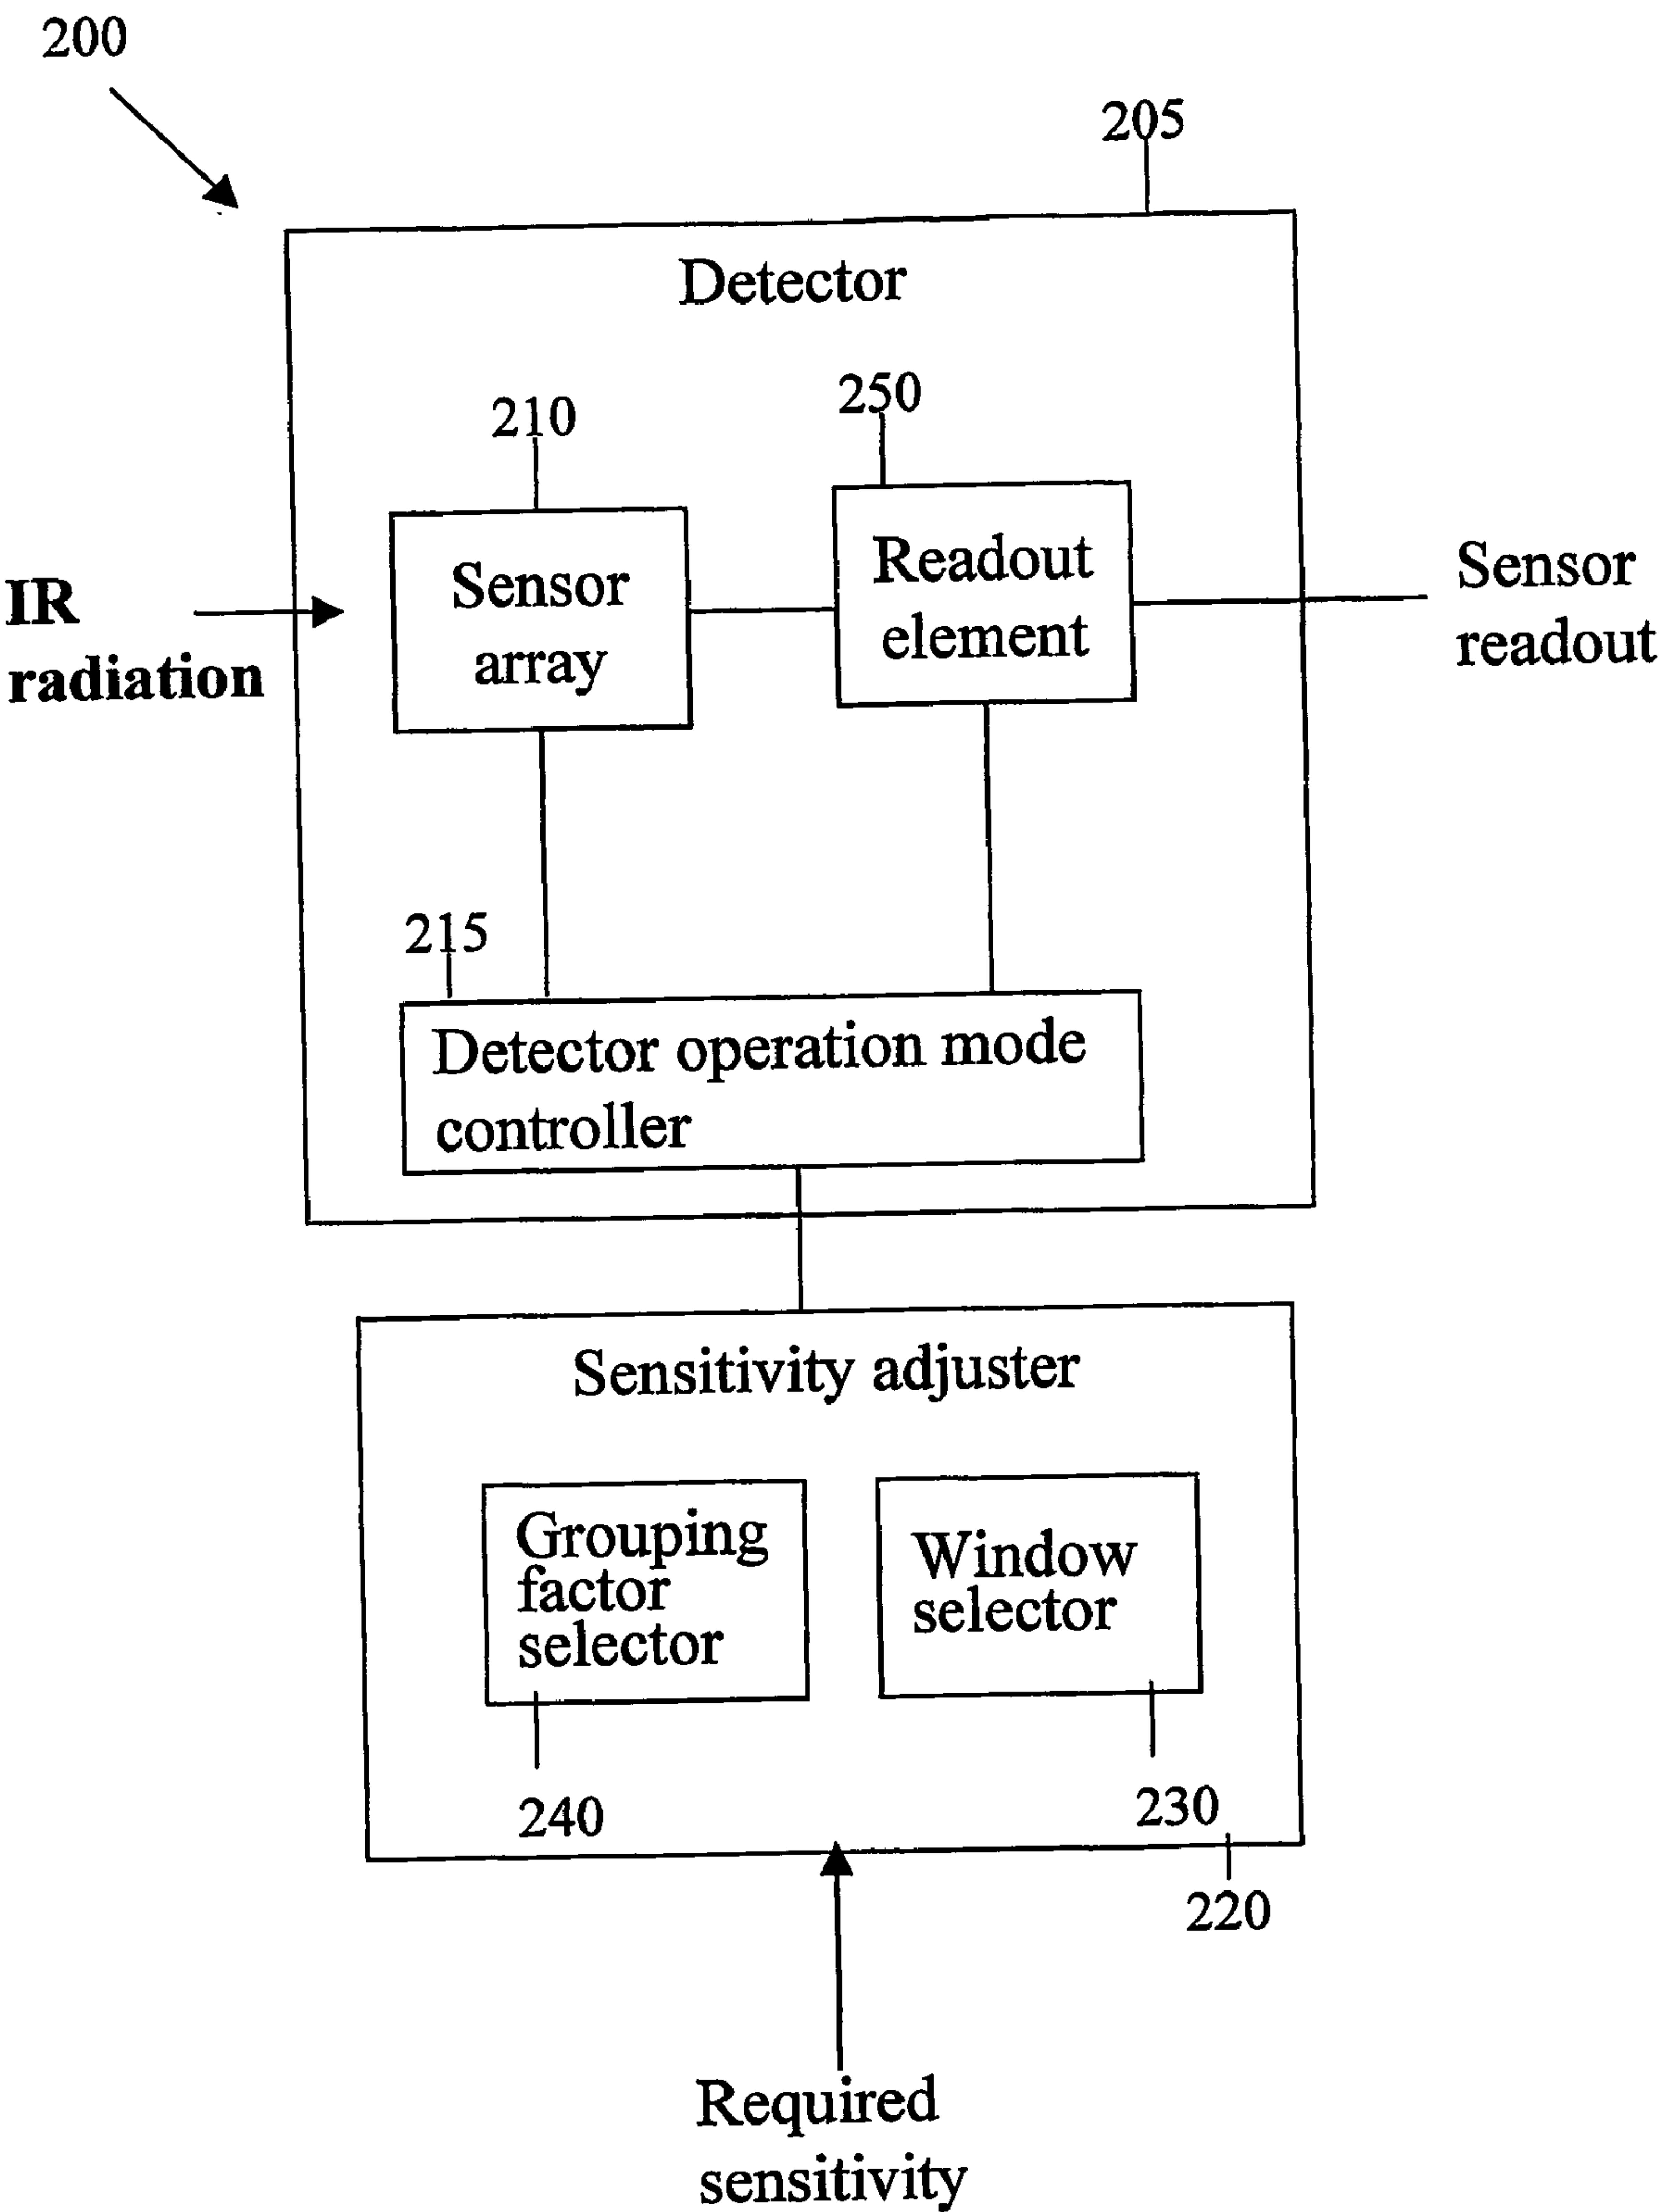 200
205
Detector
210
250
Sensor
array
Readout
element
IR
radiation
Sensor
readout
215
Detector operation mode
controller
Sensitivity adjuster
Grouping
factor
selector
Window
selector
240
230
220
Required
sensitivity